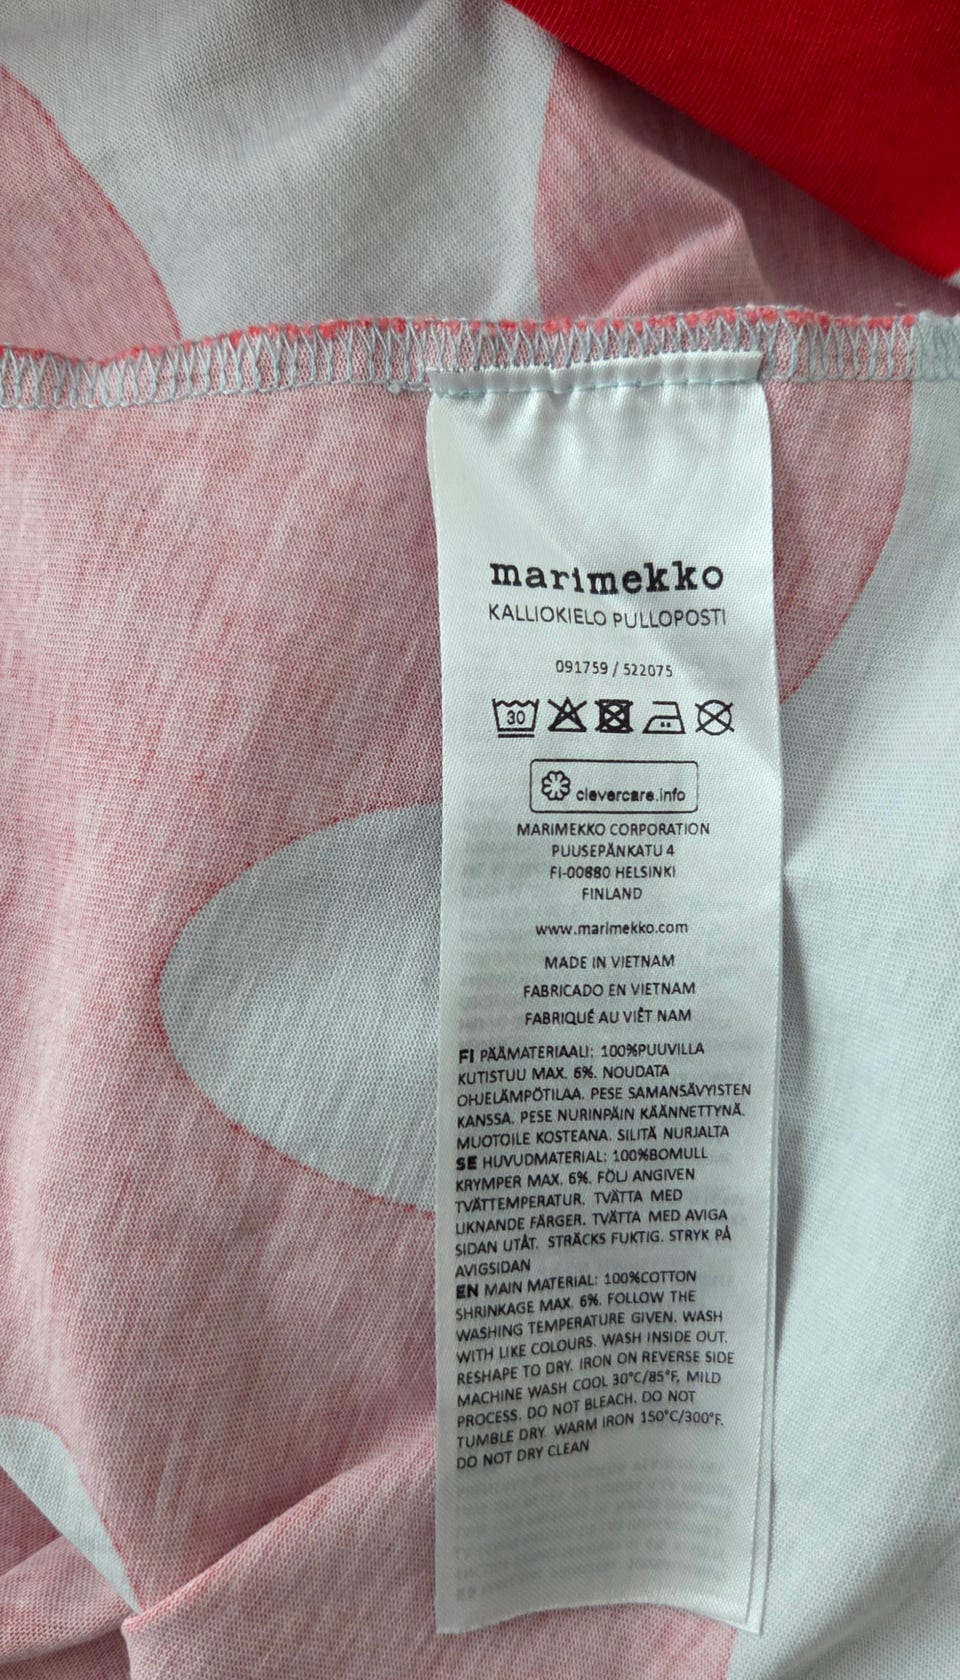 marimekko
KALLIOKIELO PULLOPOSTI
091759 / 522075
30
clevercare.info
MARIMEKKO CORPORATION
PUUSEPÄNKATU 4
FI-00880 HELSINKI
FINLAND
www.marimekko.com
MADE IN VIETNAM
FABRICADO EN VIETNAM
FABRIQUÉ AU VIÊT NAM
FI PÄÄMATERIAALI: 100%PUUVILLA
KUTISTUU MAX. 6%. NOUDATA
OHJELÄMPÖTILAA. PESE SAMANSÄVYISTEN
KANSSA. PESE NURINPÄIN KÄÄNNETTYNÄ.
MUOTOILE KOSTEANA. SILITÄ NURJALTA
SE HUVUDMATERIAL: 100%BOMULL
KRYMPER MAX. 6%. FÖLJ ANGIVEN
TVÄTTEMPERATUR. TVÄTTA MED
LIKNANDE FÄRGER. TVÄTTA MED AVIGA
SIDAN UTÅT. STRÄCKS FUKTIG. STRYK PÅ
AVIGSIDAN
EN MAIN MATERIAL: 100%COTTON
SHRINKAGE MAX. 6%. FOLLOW THE
WASHING TEMPERATURE GIVEN. WASH
WITH LIKE COLOURS. WASH INSIDE OUT.
RESHAPE TO DRY. IRON ON REVERSE SIDE
MACHINE WASH COOL 30°C/85°F, MILD
PROCESS. DO NOT BLEACH. DO NOT
TUMBLE DRY. WARM IRON 150°C/300°F.
DO NOT DRY CLEAN